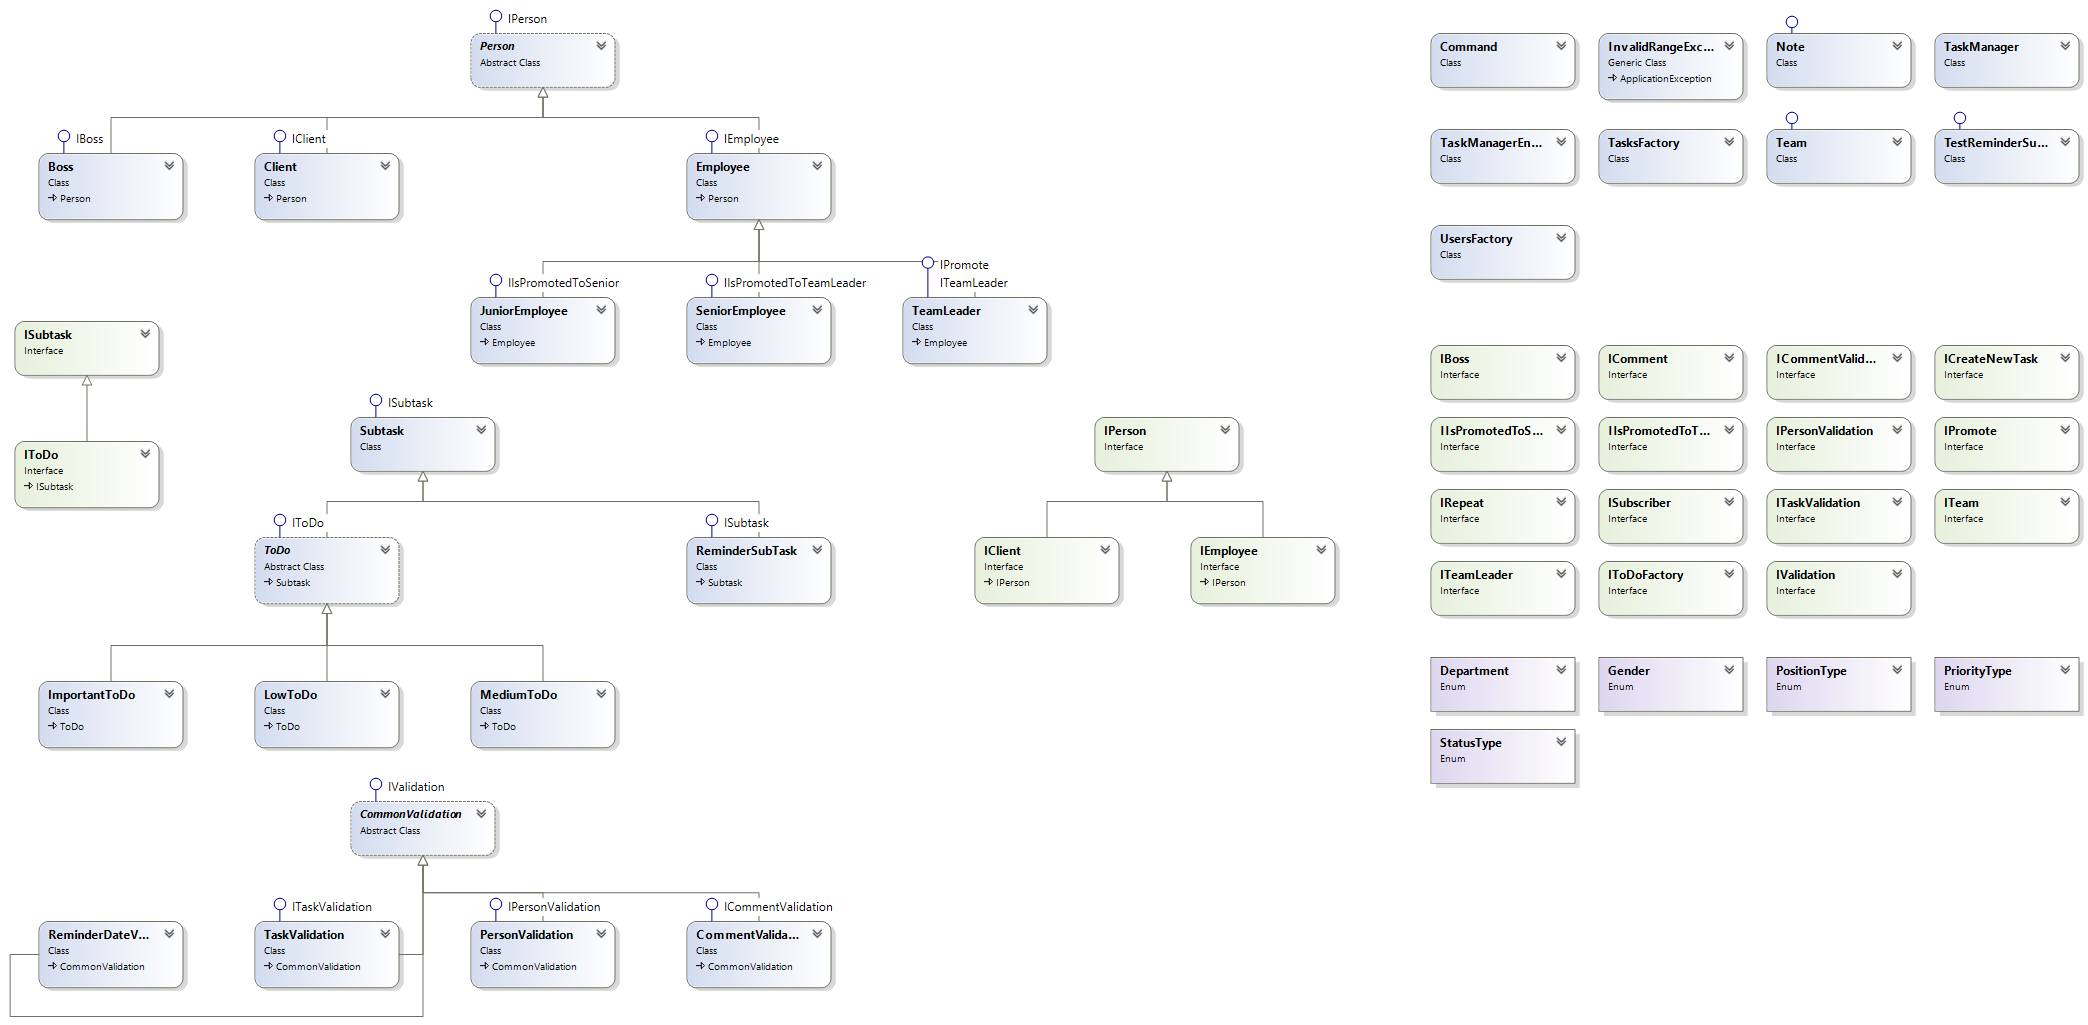 IPerson
Person
Abstract Class
IBoss
Boss
Class
Person
IClient
Client
Class
Person
IEmployee
Employee
Class
Person
IIsPromotedToSenior
JuniorEmployee
Class
Employee
IIsPromotedToTeamLeader
SeniorEmployee
Class
Employee
IPromote
ITeamLeader
TeamLeader
Class
Employee
ISubtask
Interface
IToDo
Interface
ISubtask
ISubtask
Subtask
Class
IToDo
ToDo
Abstract Class
Subtask
ISubtask
ReminderSubTask
Class
Subtask
ImportantToDo
Class
ToDo
LowToDo
Class
ToDo
MediumToDo
Class
ToDo
IPerson
Interface
IClient
Interface
IPerson
IEmployee
Interface
IPerson
IValidation
CommonValidation
Abstract Class
ReminderDateV...
Class
CommonValidation
ITaskValidation
TaskValidation
Class
CommonValidation
IPersonValidation
PersonValidation
Class
CommonValidation
ICommentValidation
CommentValida...
Class
CommonValidation
Command
Class
InvalidRangeExc...
Generic Class
ApplicationException
Note
Class
TaskManager
Class
TaskManagerEn...
Class
TasksFactory
Class
Team
Class
TestReminderSu...
Class
UsersFactory
Class
IBoss
Interface
IComment
Interface
ICommentValid...
Interface
ICreateNewTask
Interface
IIsPromotedToS...
Interface
IIsPromotedToT...
Interface
IPersonValidation
Interface
IPromote
Interface
IRepeat
Interface
ISubscriber
Interface
ITaskValidation
Interface
ITeam
Interface
ITeamLeader
Interface
IToDoFactory
Interface
IValidation
Interface
Department
Enum
Gender
Enum
PositionType
Enum
PriorityType
Enum
StatusType
Enum